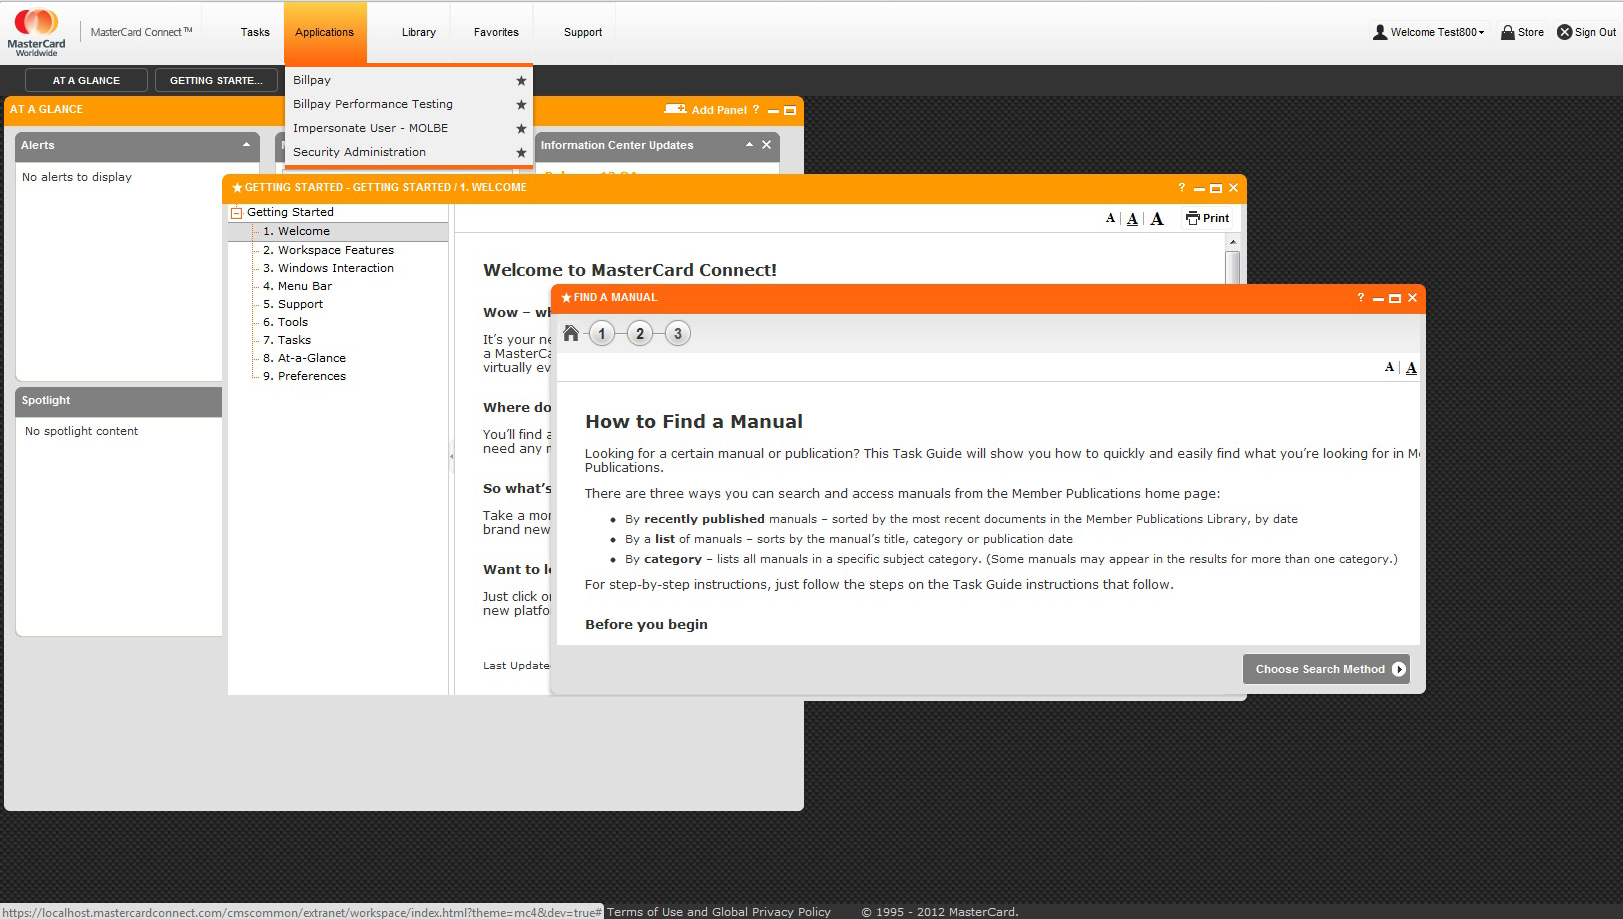 MasterCard
Worldwide
MasterCard Connect™
Tasks
Applications
Library
Favorites
Support
Welcome Test800
Store
Sign Out
AT A GLANCE
GETTING STARTE...
Billpay
Billpay Performance Testing
Impersonate User - MOLBE
Security Administration
AT A GLANCE
Add Panel ?
Alerts
Information Center Updates
No alerts to display
Spotlight
No spotlight content
GETTING STARTED - GETTING STARTED / 1. WELCOME
?
Getting Started
1. Welcome
2. Workspace Features
3. Windows Interaction
4. Menu Bar
5. Support
6. Tools
7. Tasks
8. At-a-Glance
9. Preferences
A | A | A
Print
Welcome to MasterCard Connect!
Wow – w
It's your ne
a MasterCa
virtually ev
Where do
You'll find a
need any
So what's
Take a mo
brand new
Want to l
Just click o
new platfo
Last Update
FIND A MANUAL
?
1
2
3
A | A
How to Find a Manual
Looking for a certain manual or publication? This Task Guide will show you how to quickly and easily find what you're looking for in M
Publications.
There are three ways you can search and access manuals from the Member Publications home page:
• By recently published manuals – sorted by the most recent documents in the Member Publications Library, by date
• By a list of manuals – sorts by the manual's title, category or publication date
• By category – lists all manuals in a specific subject category. (Some manuals may appear in the results for more than one category.)
For step-by-step instructions, just follow the steps on the Task Guide instructions that follow.
Before you begin
Choose Search Method
https://localhost.mastercardconnect.com/cmscommon/extranet/workspace/index.html?theme=mc4&dev=true#
Terms of Use and Global Privacy Policy
© 1995 - 2012 MasterCard.